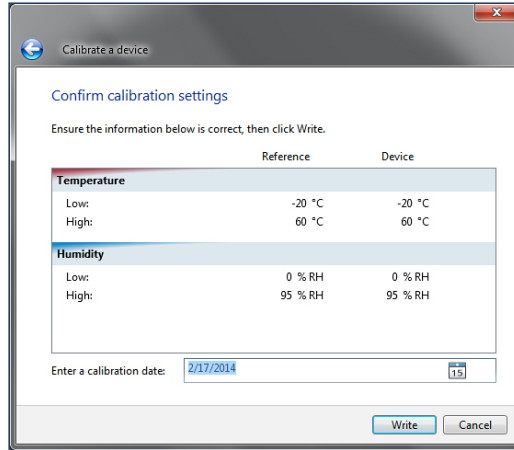 Calibrate a device
Confirm calibration settings
Ensure the information below is correct, then click Write.
Reference Device
Temperature
Low: -20 °C -20 °C
High: 60 °C 60 °C
Humidity
Low: 0 % RH 0 % RH
High: 95 % RH 95 % RH
Enter a calibration date: 2/17/2014 15
Write Cancel